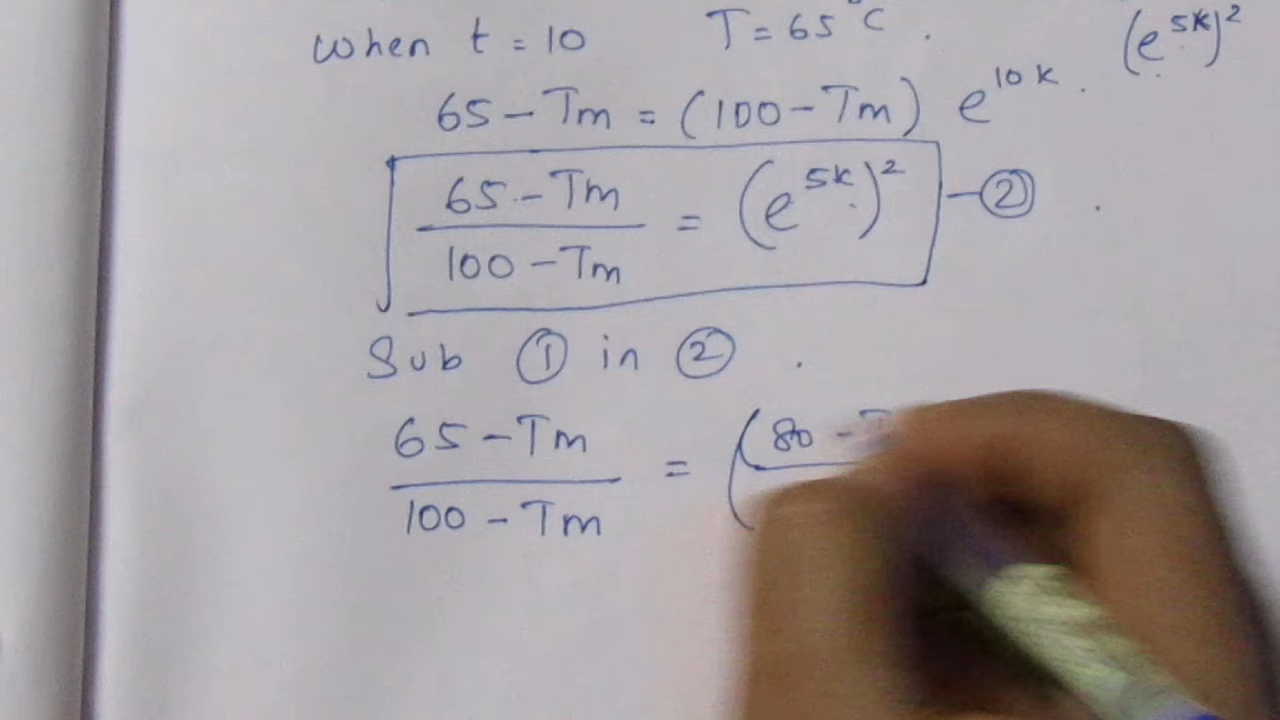 When t = 10 T = 65°C . (e^5k)^2
65 - Tm = (100 - Tm) e^10k .
65 - Tm
100 - Tm
= (e^5k)^2 - ②
Sub ① in ② .
65 - Tm
100 - Tm
= (80 -